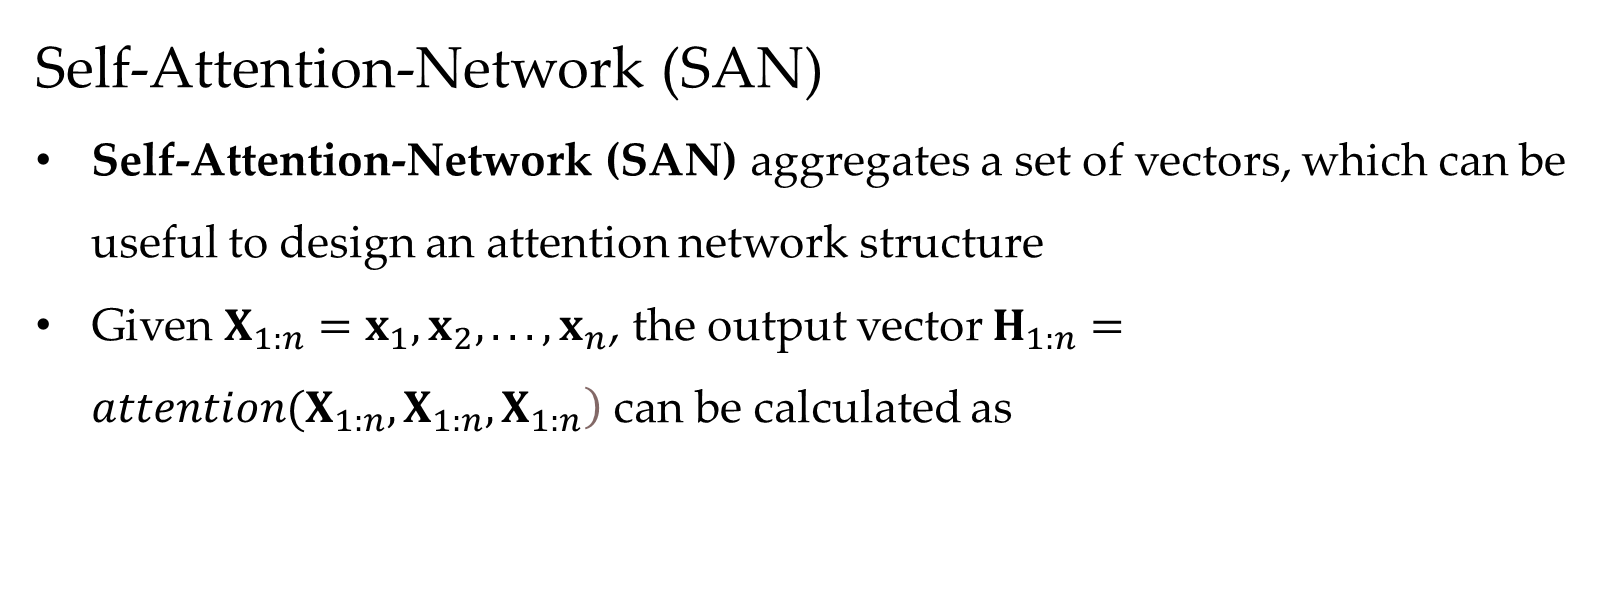 Self-Attention-Network (SAN)
• Self-Attention-Network (SAN) aggregates a set of vectors, which can be
useful to design an attention network structure
• Given 𝐗₁:ₙ = 𝐱₁, 𝐱₂, . . . , 𝐱ₙ, the output vector 𝐇₁:ₙ =
𝑎𝑡𝑡𝑒𝑛𝑡𝑖𝑜𝑛(𝐗₁:ₙ, 𝐗₁:ₙ, 𝐗₁:ₙ) can be calculated as